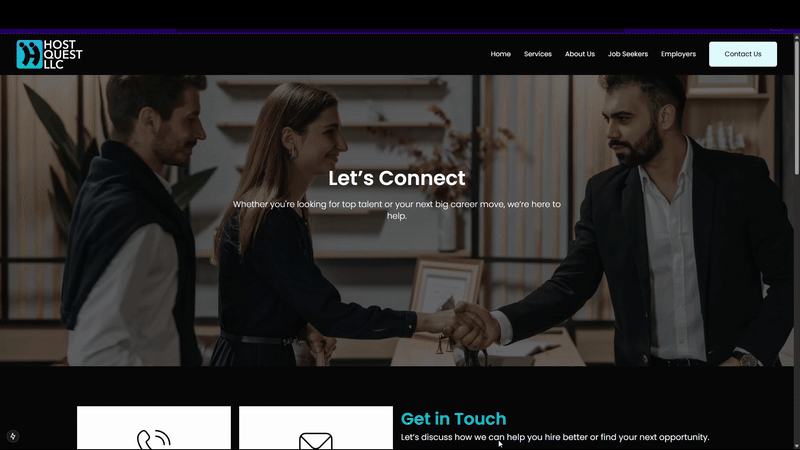 HOST
QUEST
LLC
Home
Services
About Us
Job Seekers
Employers
Contact Us
Let's Connect
Whether you're looking for top talent or your next big career move, we're here to
help.
Get in Touch
Let's discuss how we can help you hire better or find your next opportunity.